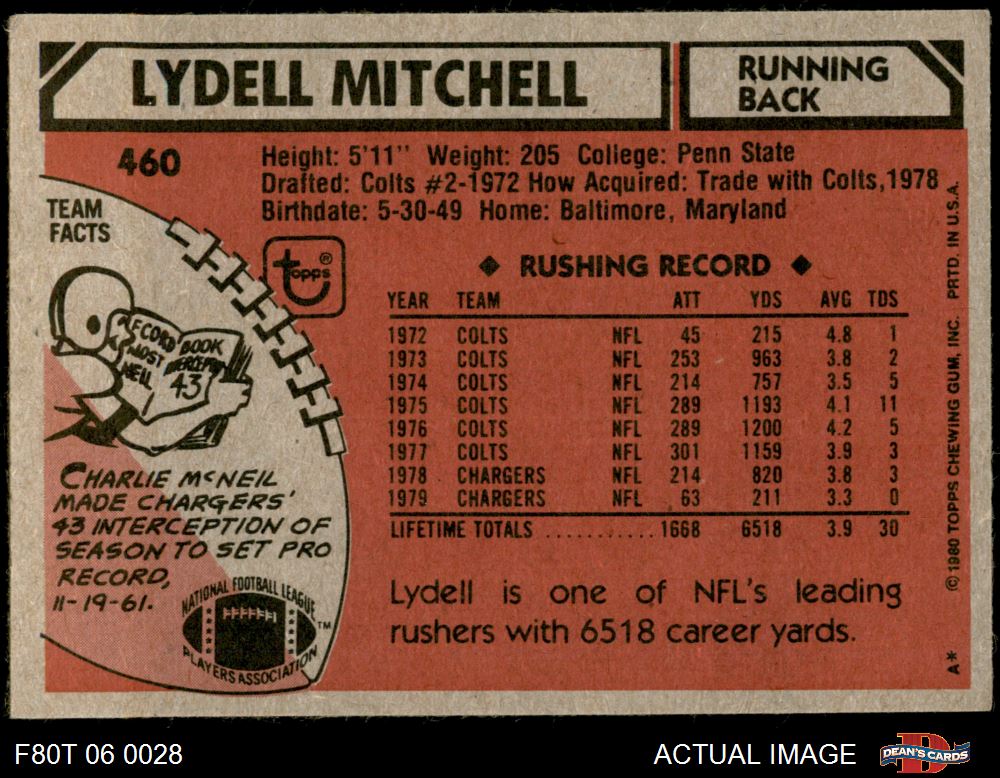 LYDELL MITCHELL
RUNNING
BACK
460
Height: 5'11" Weight: 205 College: Penn State
Drafted: Colts #2-1972 How Acquired: Trade with Colts,1978
Birthdate: 5-30-49 Home: Baltimore, Maryland
TEAM
FACTS
topps®
RECORD BOOK
MOST
NEIL 43
CHARLIE McNEIL
MADE CHARGERS'
43 INTERCEPTION OF
SEASON TO SET PRO
RECORD,
11-19-61.
NATIONAL FOOTBALL LEAGUE
PLAYERS ASSOCIATION
TM
◆ RUSHING RECORD ◆
YEAR TEAM ATT YDS AVG TDS
1972 COLTS NFL 45 215 4.8 1
1973 COLTS NFL 253 963 3.8 2
1974 COLTS NFL 214 757 3.5 5
1975 COLTS NFL 289 1193 4.1 11
1976 COLTS NFL 289 1200 4.2 5
1977 COLTS NFL 301 1159 3.9 3
1978 CHARGERS NFL 214 820 3.8 3
1979 CHARGERS NFL 63 211 3.3 0
LIFETIME TOTALS ............ 1668 6518 3.9 30
Lydell is one of NFL's leading
rushers with 6518 career yards.
A* © 1980 TOPPS CHEWING GUM, INC. PRTD. IN U.S.A.
F80T 06 0028
ACTUAL IMAGE
DEAN'S CARDS